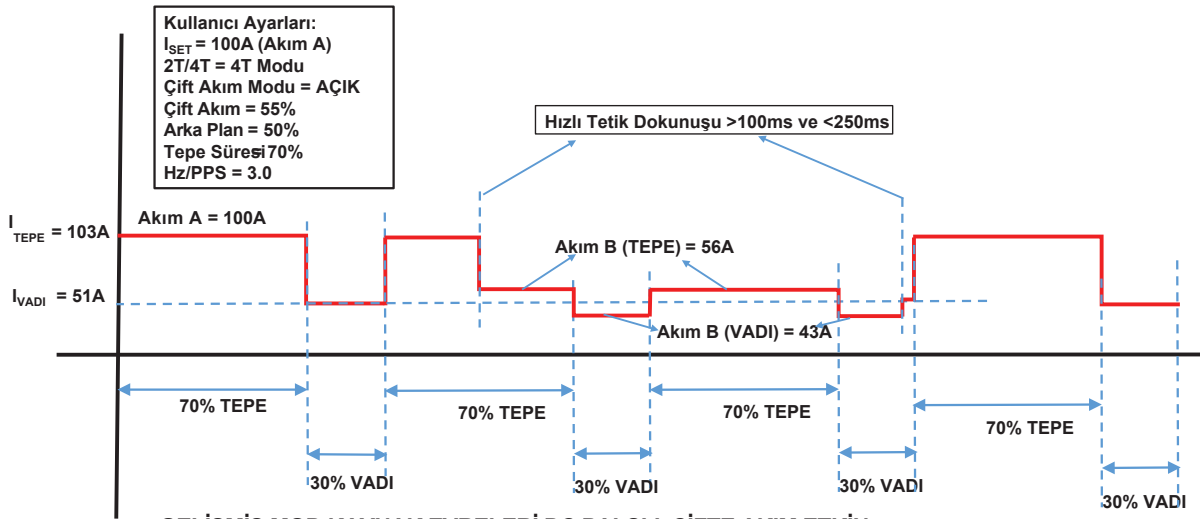 Kullanıcı Ayarları:
I_SET = 100A (Akım A)
2T/4T = 4T Modu
Çift Akım Modu = AÇIK
Çift Akım = 55%
Arka Plan = 50%
Tepe Süresi = 70%
Hz/PPS = 3.0
Hızlı Tetik Dokunuşu >100ms ve <250ms
I_TEPE = 103A
Akım A = 100A
Akım B (TEPE) = 56A
I_VADI = 51A
Akım B (VADI) = 43A
70% TEPE
70% TEPE
70% TEPE
70% TEPE
30% VADI
30% VADI
30% VADI
30% VADI